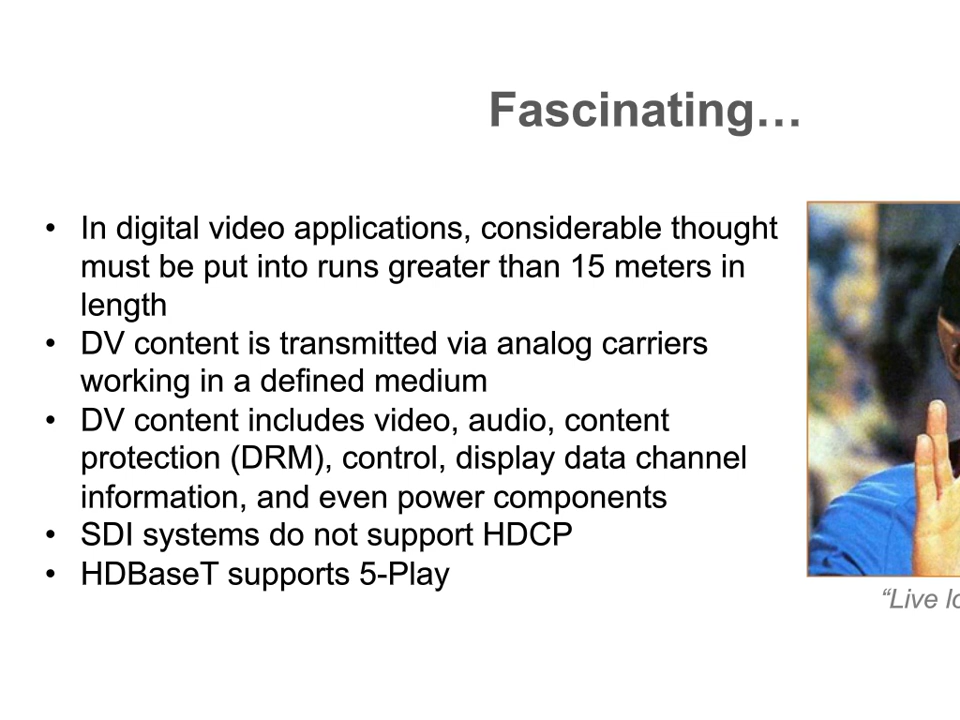 Fascinating…
• In digital video applications, considerable thought
must be put into runs greater than 15 meters in
length
• DV content is transmitted via analog carriers
working in a defined medium
• DV content includes video, audio, content
protection (DRM), control, display data channel
information, and even power components
• SDI systems do not support HDCP
• HDBaseT supports 5-Play
“Live